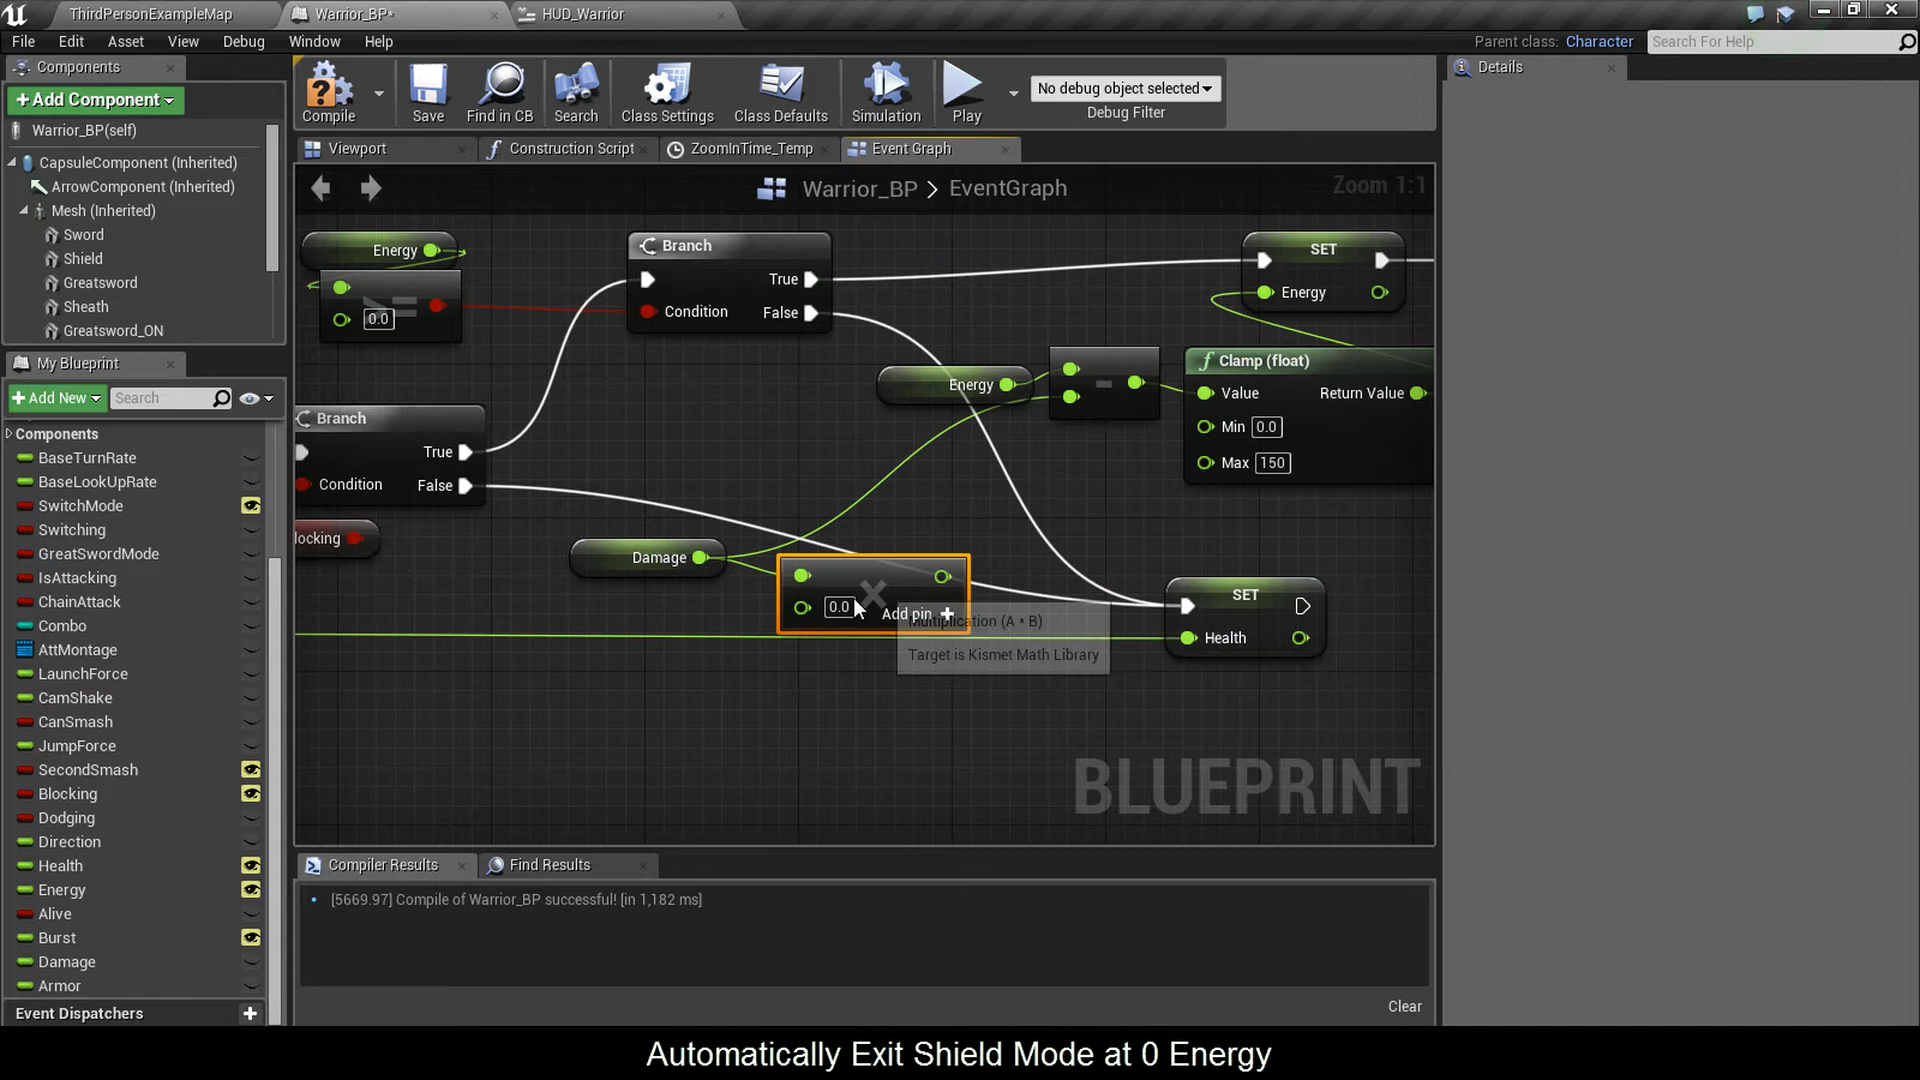 ThirdPersonExampleMap
Warrior_BP*
HUD_Warrior
File Edit Asset View Debug Window Help
Parent class: Character
Search For Help
Components
+Add Component
Warrior_BP(self)
CapsuleComponent (Inherited)
ArrowComponent (Inherited)
Mesh (Inherited)
Sword
Shield
Greatsword
Sheath
Greatsword_ON
Compile
Save
Find in CB
Search
Class Settings
Class Defaults
Simulation
Play
No debug object selected
Debug Filter
Details
Viewport
Construction Script
ZoomInTime_Temp
Event Graph
Warrior_BP > EventGraph
Zoom 1:1
Energy
>=
0.0
Branch
True
Condition
False
SET
Energy
Energy
-
Clamp (float)
Value
Return Value
Min 0.0
Max 150
Branch
True
Condition
False
locking
Damage
0.0
Add pin +
Multiplication (A * B)
Target is Kismet Math Library
SET
Health
BLUEPRINT
My Blueprint
+Add New
Search
Components
BaseTurnRate
BaseLookUpRate
SwitchMode
Switching
GreatSwordMode
IsAttacking
ChainAttack
Combo
AttMontage
LaunchForce
CamShake
CanSmash
JumpForce
SecondSmash
Blocking
Dodging
Direction
Health
Energy
Alive
Burst
Damage
Armor
Event Dispatchers
Compiler Results
Find Results
[5669.97] Compile of Warrior_BP successful! [in 1,182 ms]
Clear
Automatically Exit Shield Mode at 0 Energy